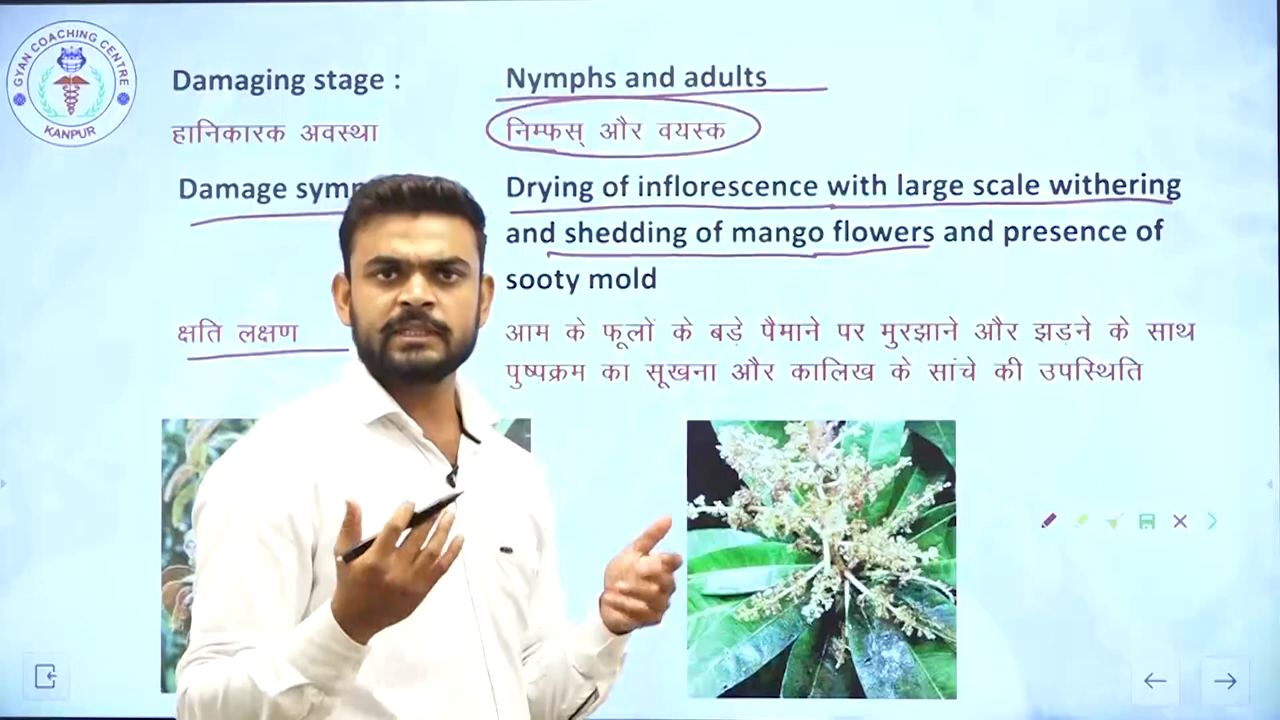 GYAN COACHING CENTRE
KANPUR
Damaging stage : Nymphs and adults
हानिकारक अवस्था निम्फस् और वयस्क
Damage Drying of inflorescence with large scale withering
and shedding of mango flowers and presence of
sooty mold
क्षति लक्षण आम के फूलों के बड़े पैमाने पर मुरझाने और झड़ने के साथ
पुष्पक्रम का सूखना और कालिख के सांचे की उपस्थिति